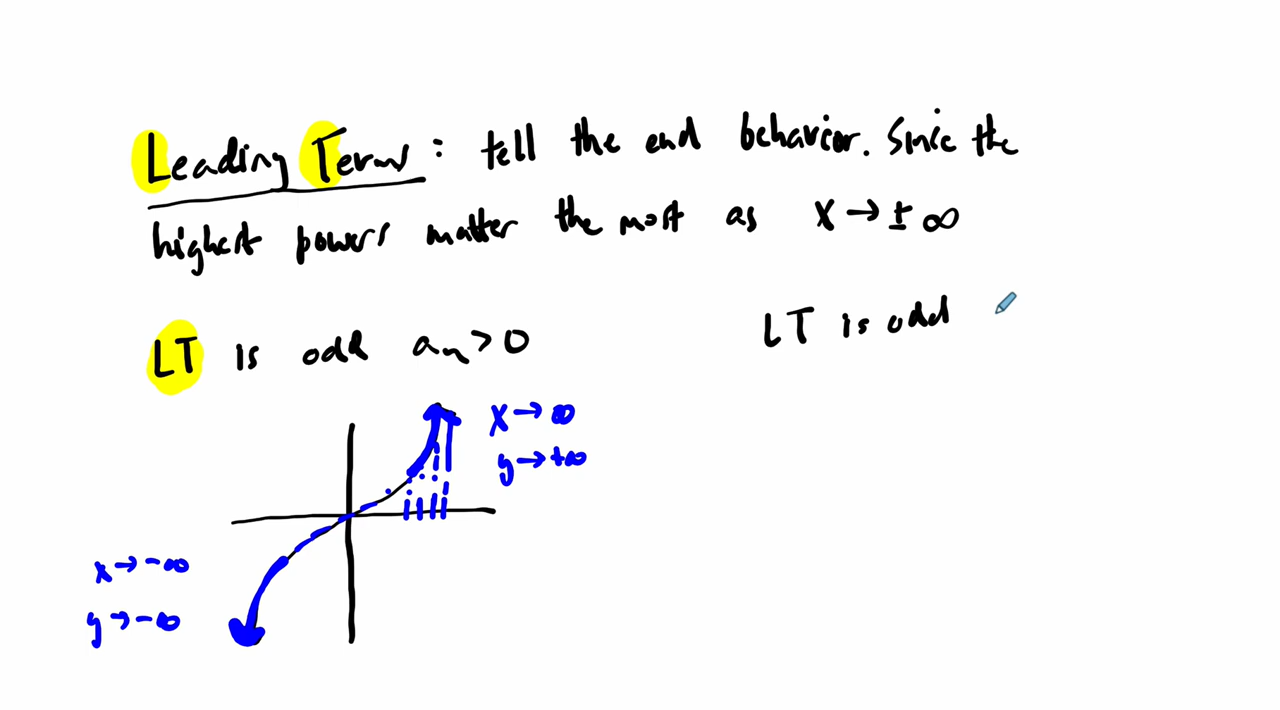 Leading Terms: tell the end behavior. Since the
highest powers matter the most as x → ± ∞
LT is odd aₙ > 0
LT is odd
x → ∞
y → +∞
x → -∞
y → -∞